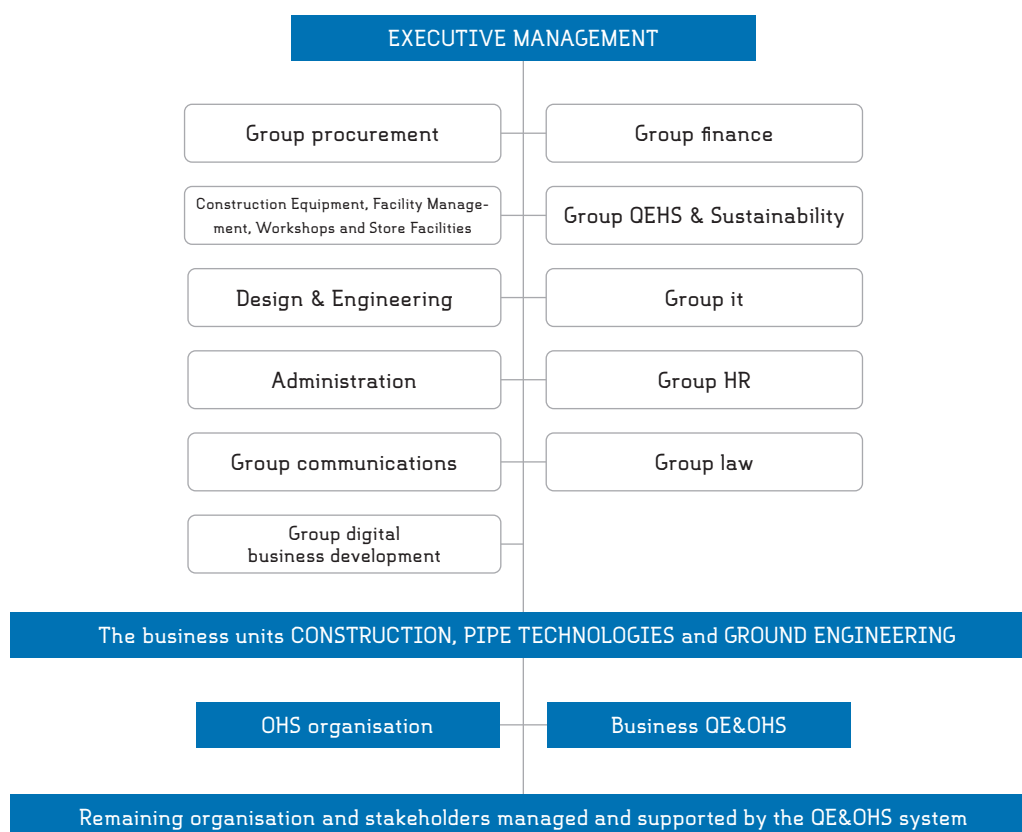 EXECUTIVE MANAGEMENT
Group procurement
Group finance
Construction Equipment, Facility Manage-
ment, Workshops and Store Facilities
Group QEHS & Sustainability
Design & Engineering
Group it
Administration
Group HR
Group communications
Group law
Group digital
business development
The business units CONSTRUCTION, PIPE TECHNOLOGIES and GROUND ENGINEERING
OHS organisation
Business QE&OHS
Remaining organisation and stakeholders managed and supported by the QE&OHS system